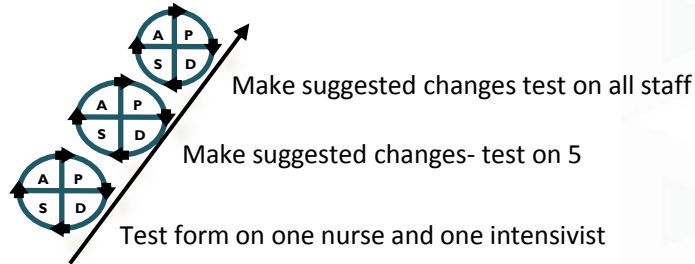 A P
S D
Make suggested changes test on all staff
A P
S D
Make suggested changes- test on 5
A P
S D
Test form on one nurse and one intensivist